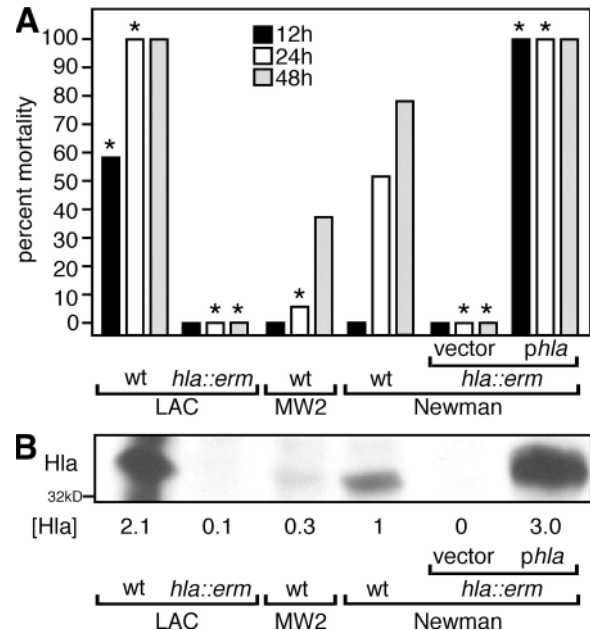 A
percent mortality
100
90
80
70
60
50
40
30
20
10
0
12h
24h
48h
* * * * * * * * * *
vector phla
wt hla::erm wt wt hla::erm
LAC MW2 Newman
B
Hla
32kD
[Hla] 2.1 0.1 0.3 1 0 3.0
vector phla
wt hla::erm wt wt hla::erm
LAC MW2 Newman